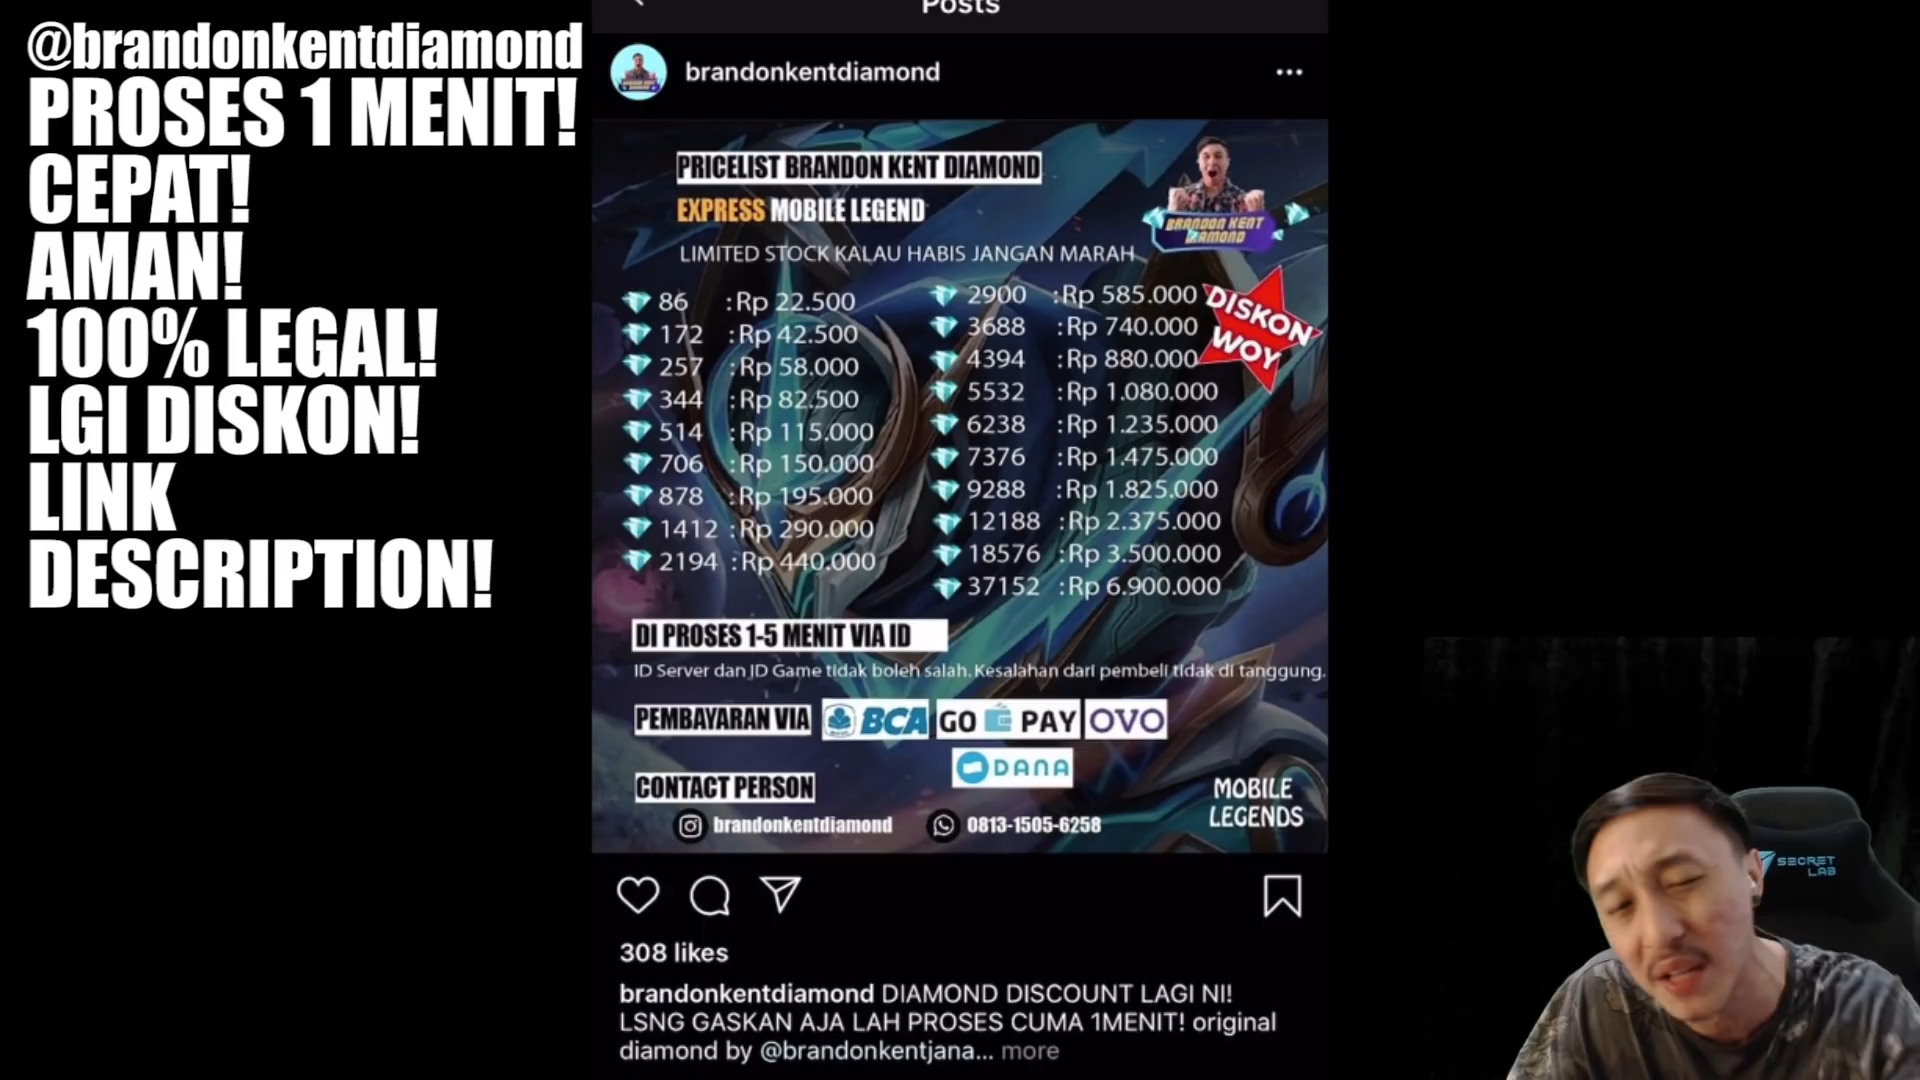 @brandonkentdiamond
PROSES 1 MENIT!
CEPAT!
AMAN!
100% LEGAL!
LGI DISKON!
LINK
DESCRIPTION!
Posts
brandonkentdiamond
PRICELIST BRANDON KENT DIAMOND
EXPRESS MOBILE LEGEND
BRANDON KENT
DIAMOND
LIMITED STOCK KALAU HABIS JANGAN MARAH
86 : Rp 22.500
172 : Rp 42.500
257 : Rp 58.000
344 : Rp 82.500
514 : Rp 115.000
706 : Rp 150.000
878 : Rp 195.000
1412 : Rp 290.000
2194 : Rp 440.000
2900 : Rp 585.000
3688 : Rp 740.000
4394 : Rp 880.000
5532 : Rp 1.080.000
6238 : Rp 1.235.000
7376 : Rp 1.475.000
9288 : Rp 1.825.000
12188 : Rp 2.375.000
18576 : Rp 3.500.000
37152 : Rp 6.900.000
DISKON
WOY
DI PROSES 1-5 MENIT VIA ID
ID Server dan ID Game tidak boleh salah. Kesalahan dari pembeli tidak di tanggung.
PEMBAYARAN VIA BCA GO PAY OVO
DANA
CONTACT PERSON
brandonkentdiamond 0813-1505-6258
MOBILE
LEGENDS
308 likes
brandonkentdiamond DIAMOND DISCOUNT LAGI NI!
LSNG GASKAN AJA LAH PROSES CUMA 1MENIT! original
diamond by @brandonkentjana... more
SECRET
LAB